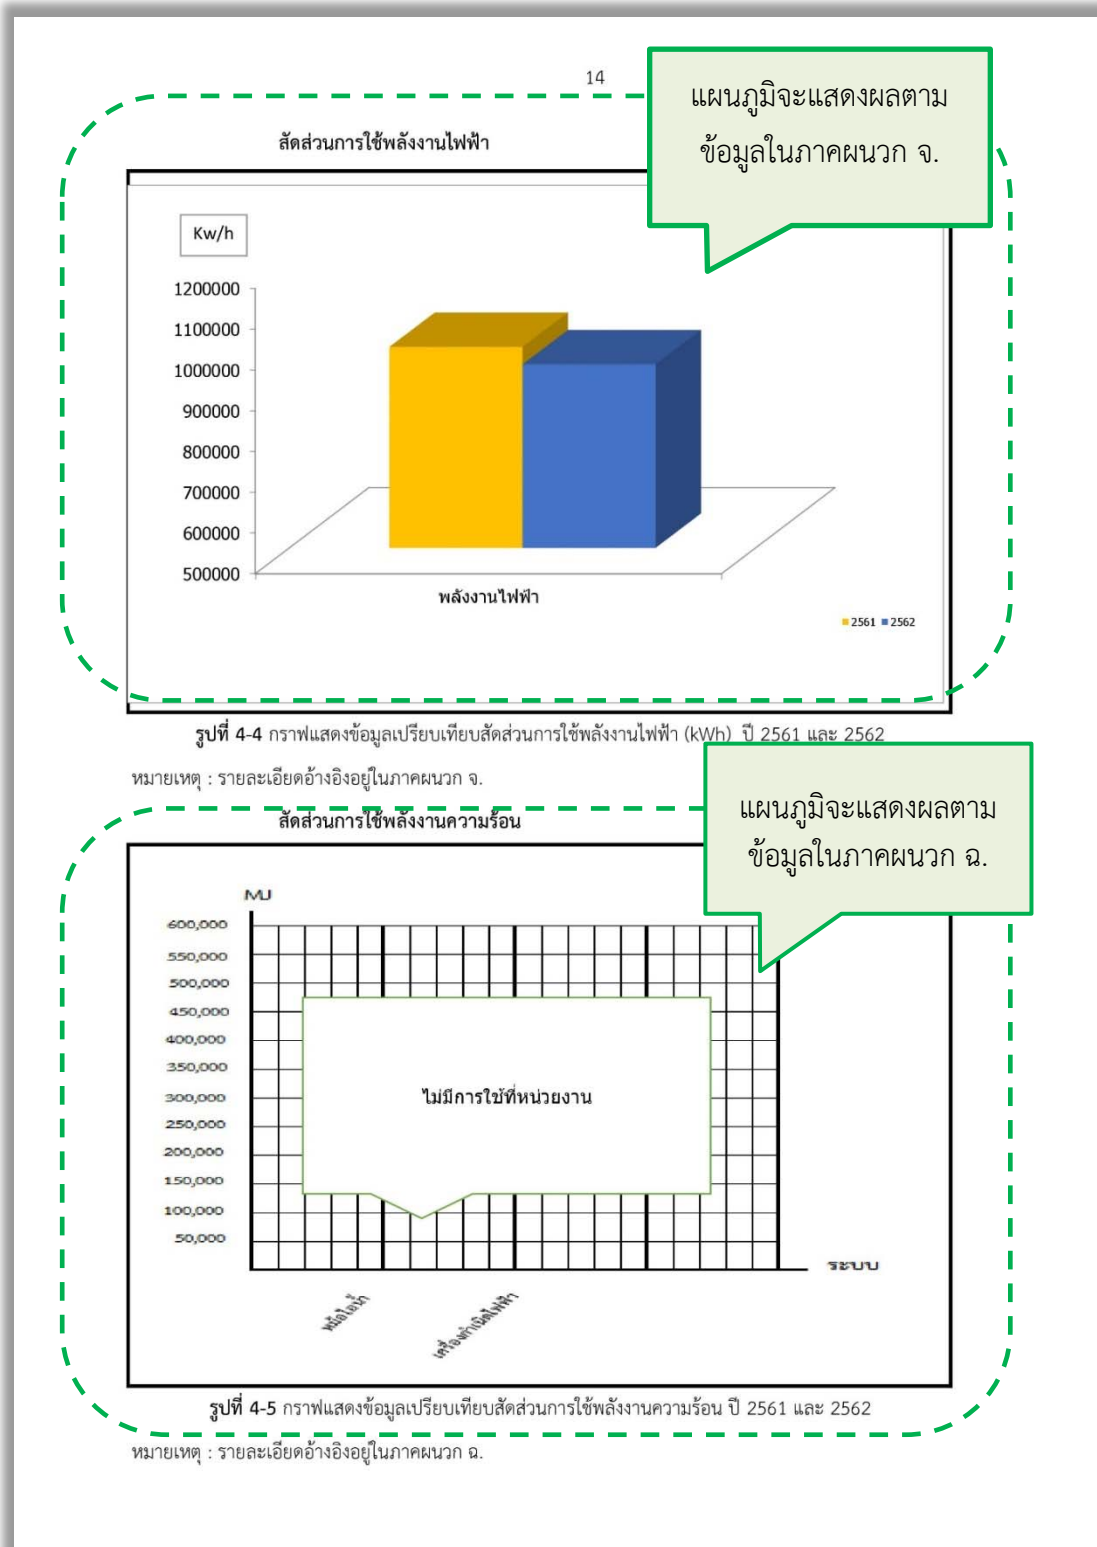 14
แผนภูมิจะแสดงผลตาม
ข้อมูลในภาคผนวก จ.
สัดส่วนการใช้พลังงานไฟฟ้า
Kw/h
1200000
1100000
1000000
900000
800000
700000
600000
500000
พลังงานไฟฟ้า
2561 2562
รูปที่ 4-4 กราฟแสดงข้อมูลเปรียบเทียบสัดส่วนการใช้พลังงานไฟฟ้า (kWh) ปี 2561 และ 2562
หมายเหตุ : รายละเอียดอ้างอิงอยู่ในภาคผนวก จ.
แผนภูมิจะแสดงผลตาม
ข้อมูลในภาคผนวก ฉ.
สัดส่วนการใช้พลังงานความร้อน
MJ
600,000
550,000
500,000
450,000
400,000
350,000
300,000
250,000
200,000
150,000
100,000
50,000
ไม่มีการใช้ที่หน่วยงาน
ระบบ
หม้อไอน้ำ
เครื่องกำเนิดไฟฟ้า
รูปที่ 4-5 กราฟแสดงข้อมูลเปรียบเทียบสัดส่วนการใช้พลังงานความร้อน ปี 2561 และ 2562
หมายเหตุ : รายละเอียดอ้างอิงอยู่ในภาคผนวก ฉ.